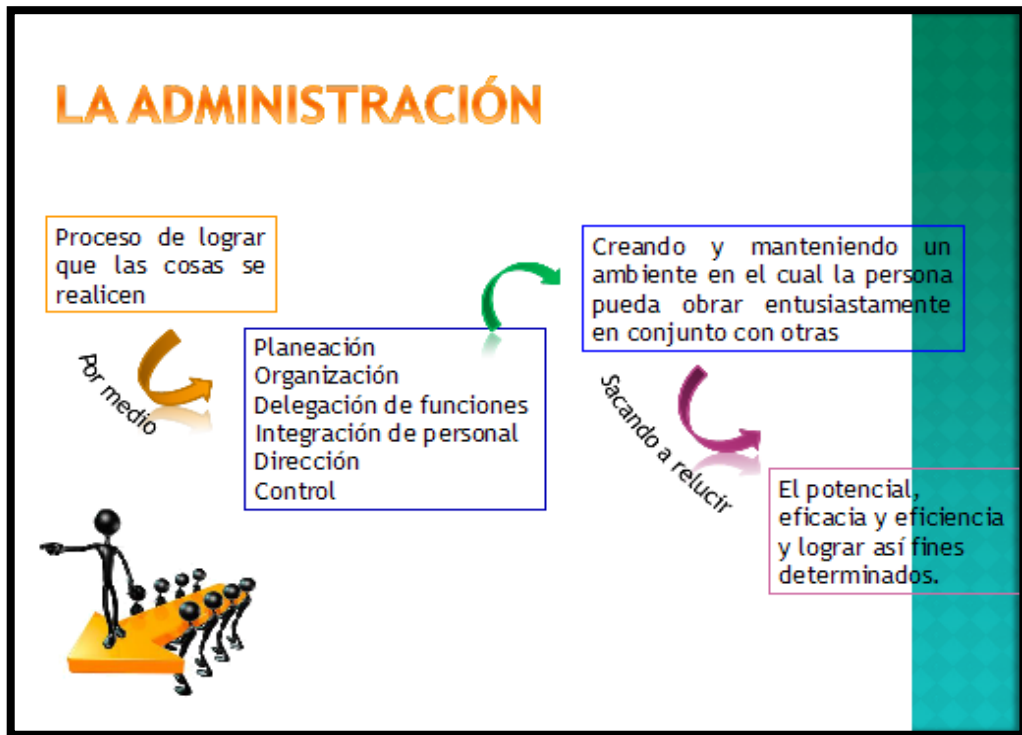 LA ADMINISTRACIÓN
Proceso de lograr
que las cosas se
realicen
Por medio
Planeación
Organización
Delegación de funciones
Integración de personal
Dirección
Control
Creando y manteniendo un
ambiente en el cual la persona
pueda obrar entusiastamente
en conjunto con otras
Sacando a relucir
El potencial,
eficacia y eficiencia
y lograr así fines
determinados.